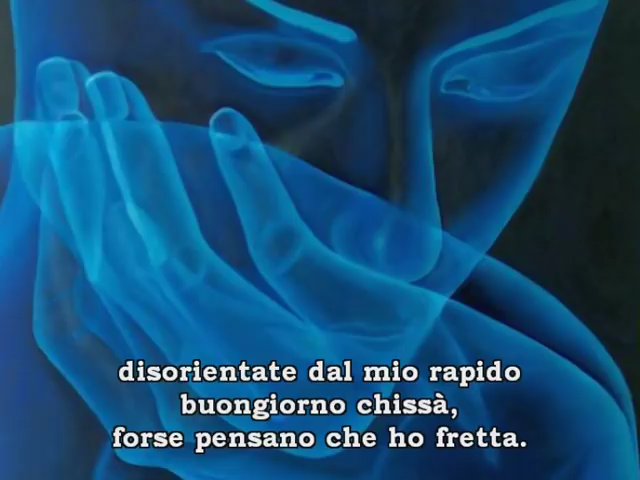 disorientate dal mio rapido
buongiorno chissà,
forse pensano che ho fretta.